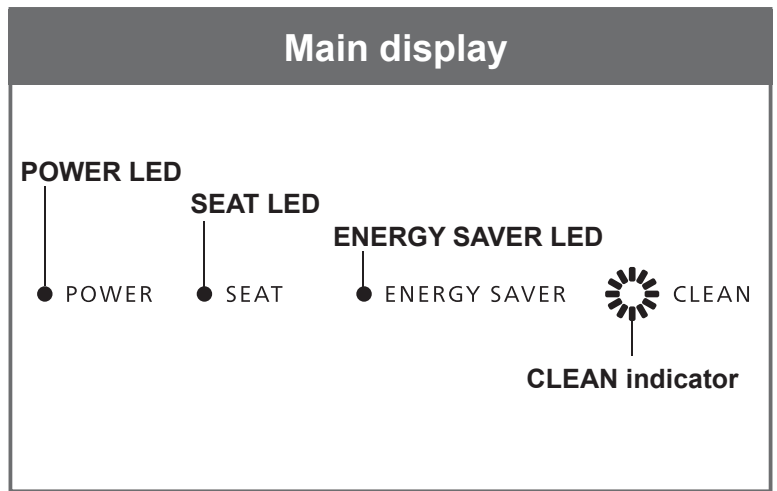 Main display
POWER LED
SEAT LED
ENERGY SAVER LED
POWER SEAT ENERGY SAVER CLEAN
CLEAN indicator